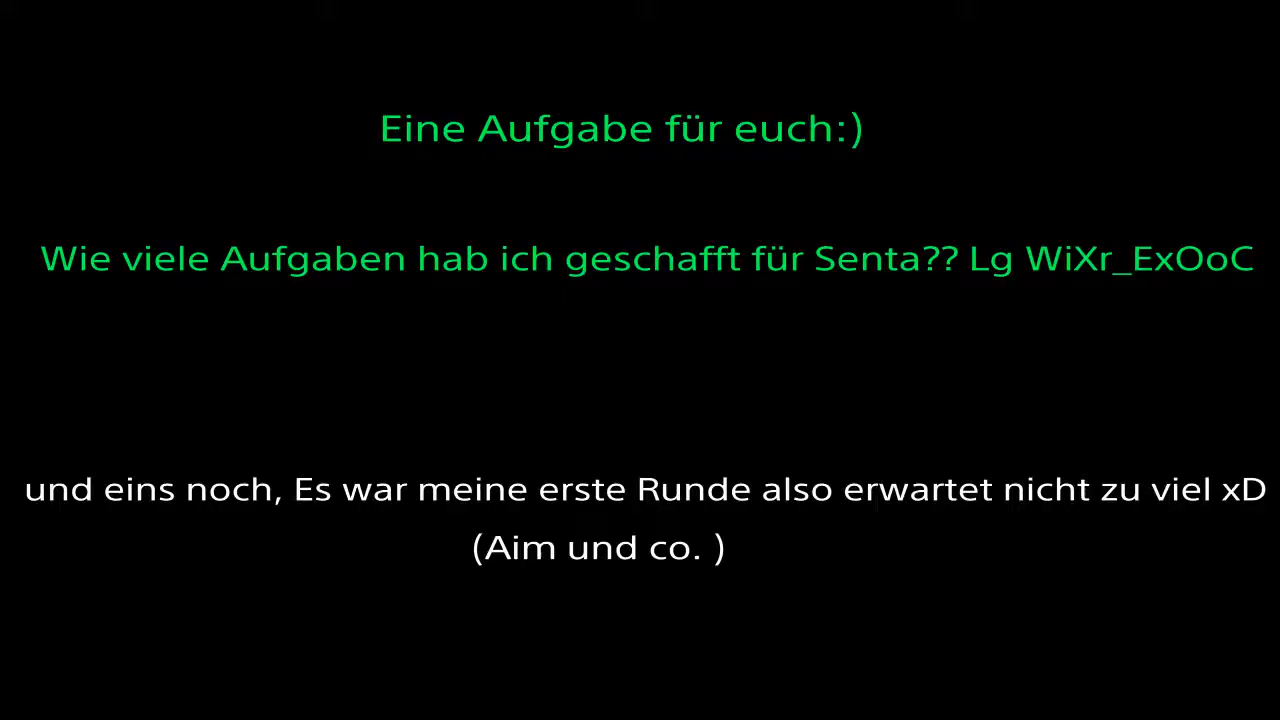 Eine Aufgabe für euch:)
Wie viele Aufgaben hab ich geschafft für Senta?? Lg WiXr_ExOoC
und eins noch, Es war meine erste Runde also erwartet nicht zu viel xD
(Aim und co. )